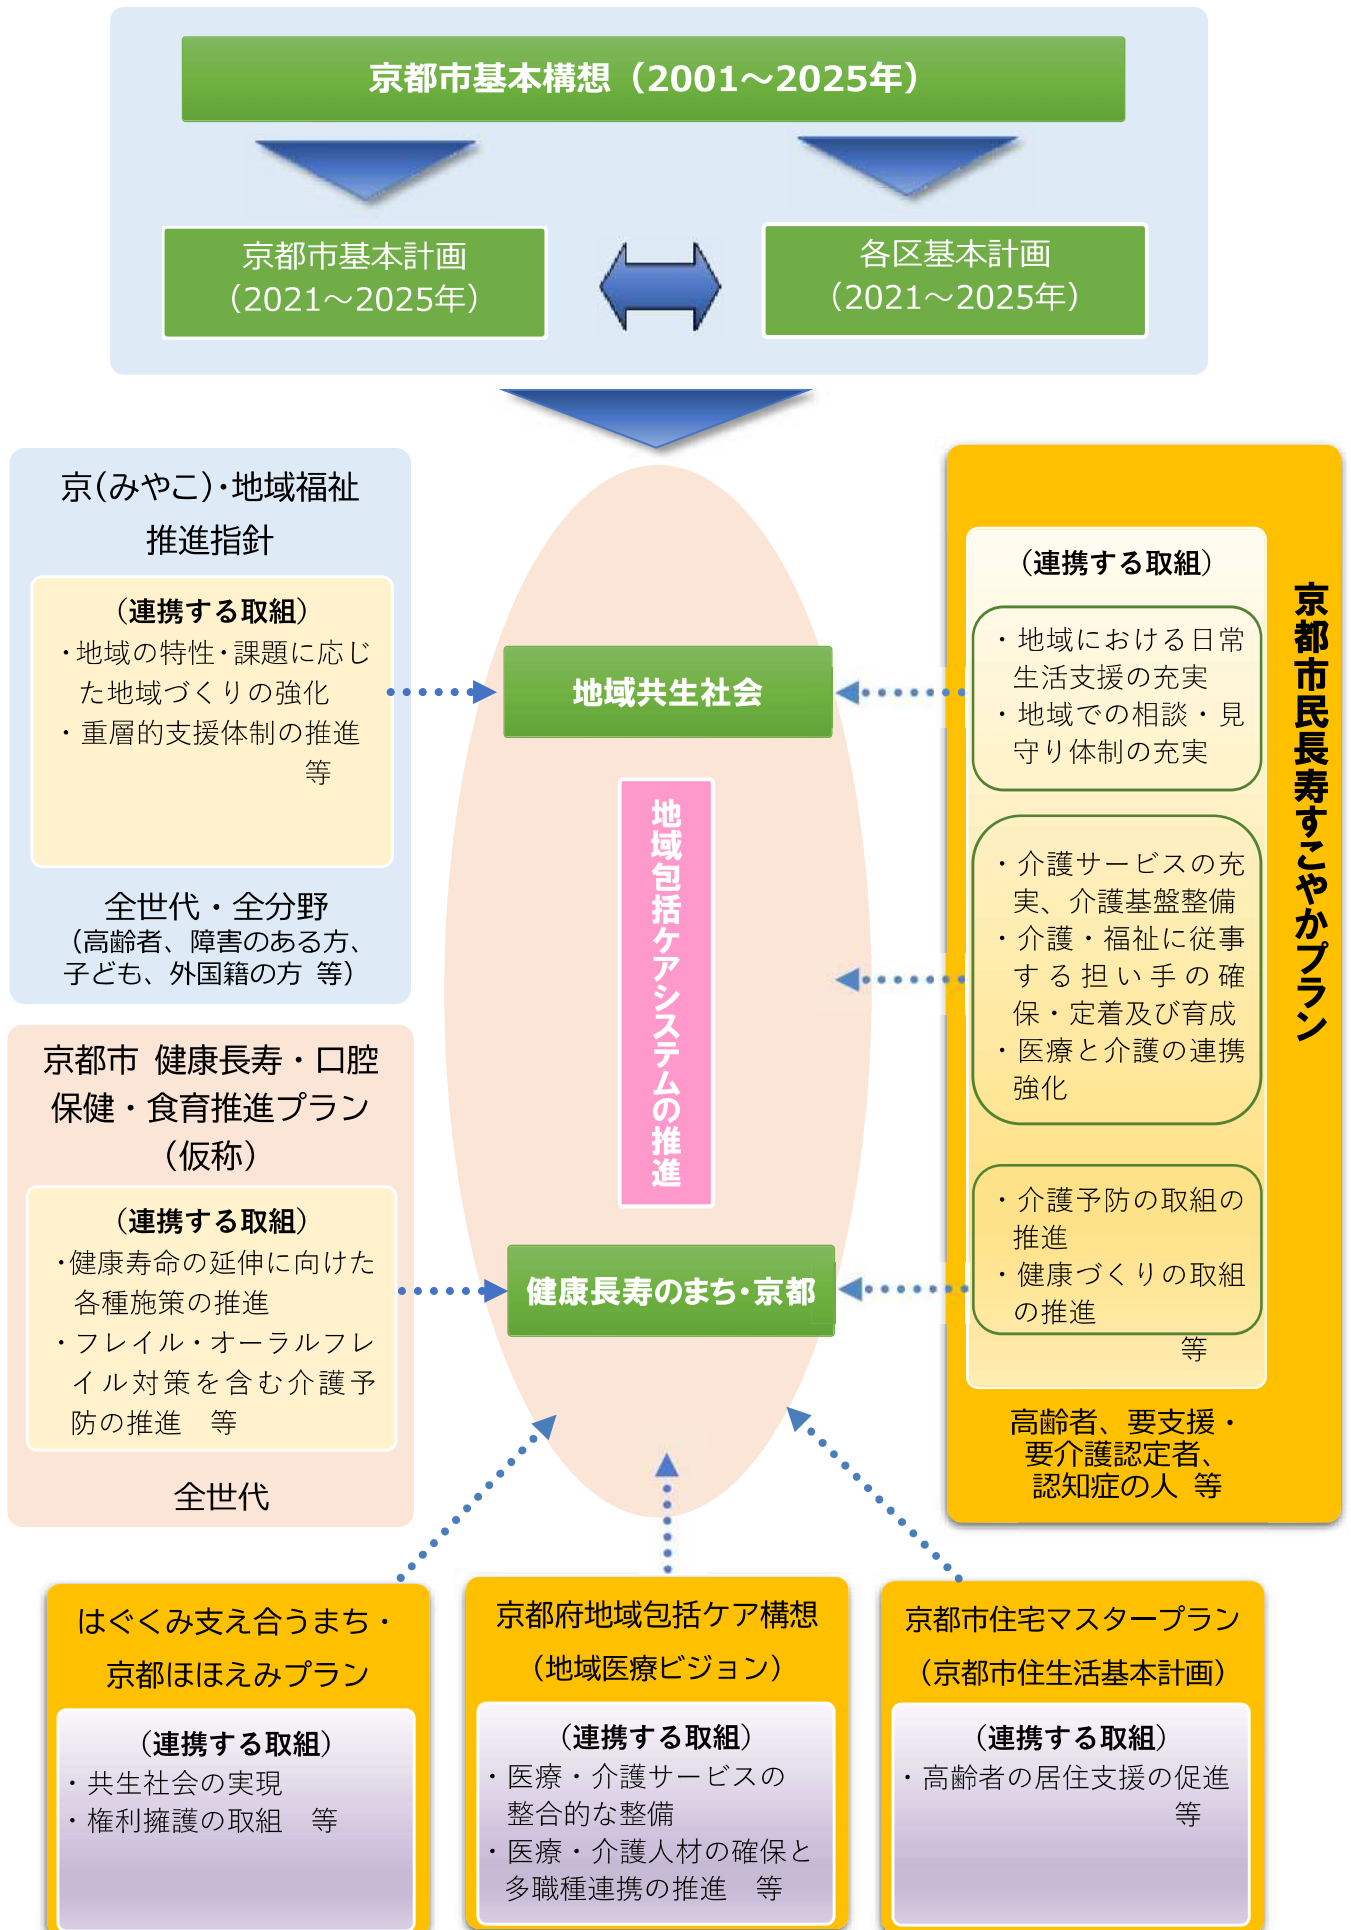 京都市基本構想（2001～2025年）
京都市基本計画
（2021～2025年）
各区基本計画
（2021～2025年）
京(みやこ)・地域福祉
推進指針
（連携する取組）
・地域の特性・課題に応じ
た地域づくりの強化
・重層的支援体制の推進
等
全世代・全分野
（高齢者、障害のある方、
子ども、外国籍の方 等）
京都市 健康長寿・口腔
保健・食育推進プラン
（仮称）
（連携する取組）
・健康寿命の延伸に向けた
各種施策の推進
・フレイル・オーラルフレ
イル対策を含む介護予
防の推進　等
全世代
地域共生社会
地域包括ケアシステムの推進
健康長寿のまち・京都
京都市民長寿すこやかプラン
（連携する取組）
・地域における日常
生活支援の充実
・地域での相談・見
守り体制の充実
・介護サービスの充
実、介護基盤整備
・介護・福祉に従事
する担い手の確
保・定着及び育成
・医療と介護の連携
強化
・介護予防の取組の
推進
・健康づくりの取組
の推進
等
高齢者、要支援・
要介護認定者、
認知症の人 等
はぐくみ支え合うまち・
京都ほほえみプラン
（連携する取組）
・共生社会の実現
・権利擁護の取組　等
京都府地域包括ケア構想
（地域医療ビジョン）
（連携する取組）
・医療・介護サービスの
整合的な整備
・医療・介護人材の確保と
多職種連携の推進　等
京都市住宅マスタープラン
（京都市住生活基本計画）
（連携する取組）
・高齢者の居住支援の促進
等